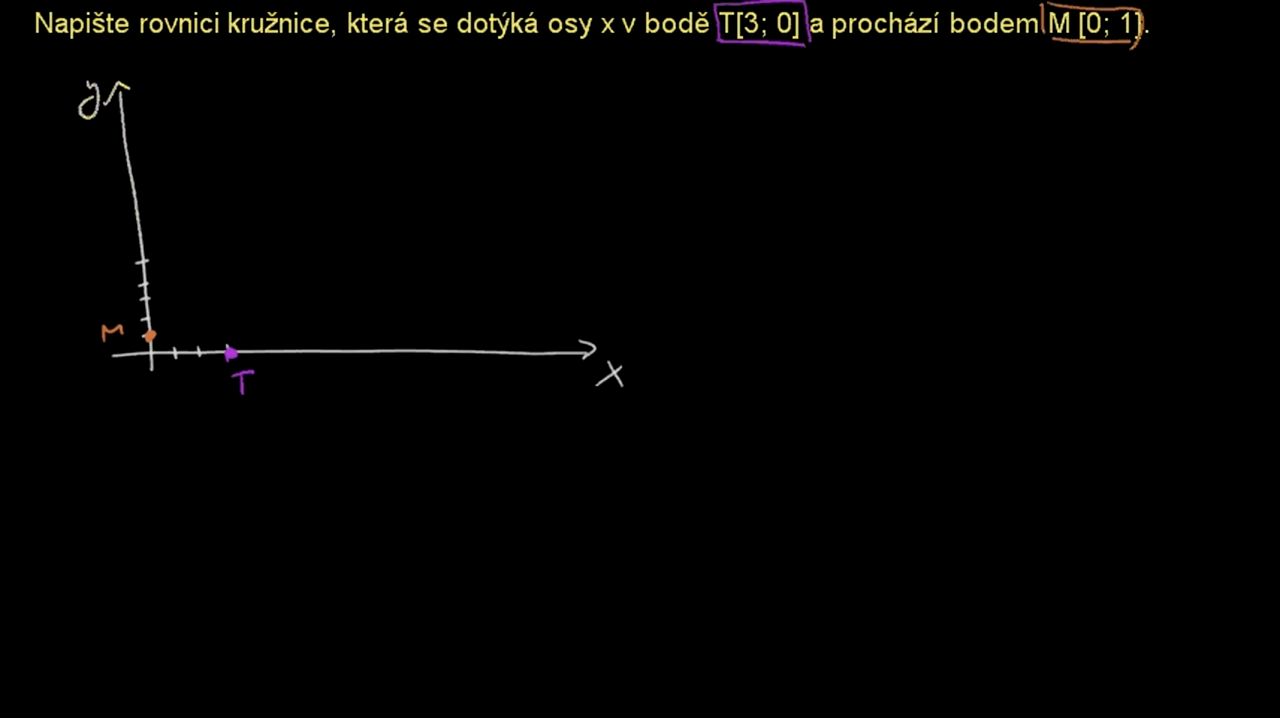 Napište rovnici kružnice, která se dotýká osy x v bodě T[3; 0] a prochází bodem M [0; 1].
y
M
T
x